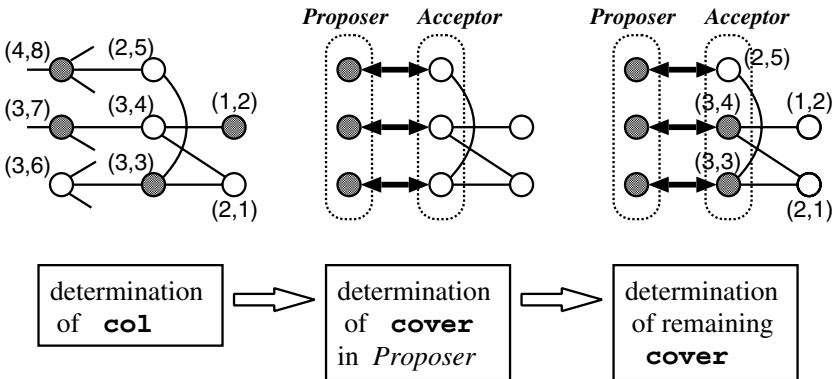 Proposer Acceptor Proposer Acceptor
(4,8) (2,5) (2,5)
(3,7) (3,4) (1,2) (3,4) (1,2)
(3,6) (3,3) (3,3)
(2,1) (2,1)
determination
of col
determination
of cover
in Proposer
determination
of remaining
cover